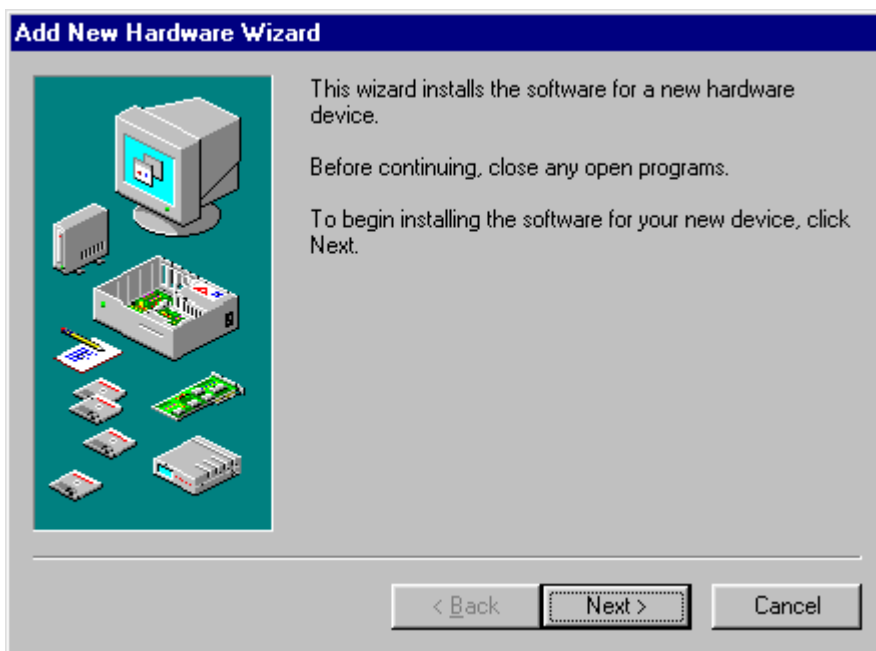 Add New Hardware Wizard
This wizard installs the software for a new hardware
device.
Before continuing, close any open programs.
To begin installing the software for your new device, click
Next.
< Back
Next >
Cancel